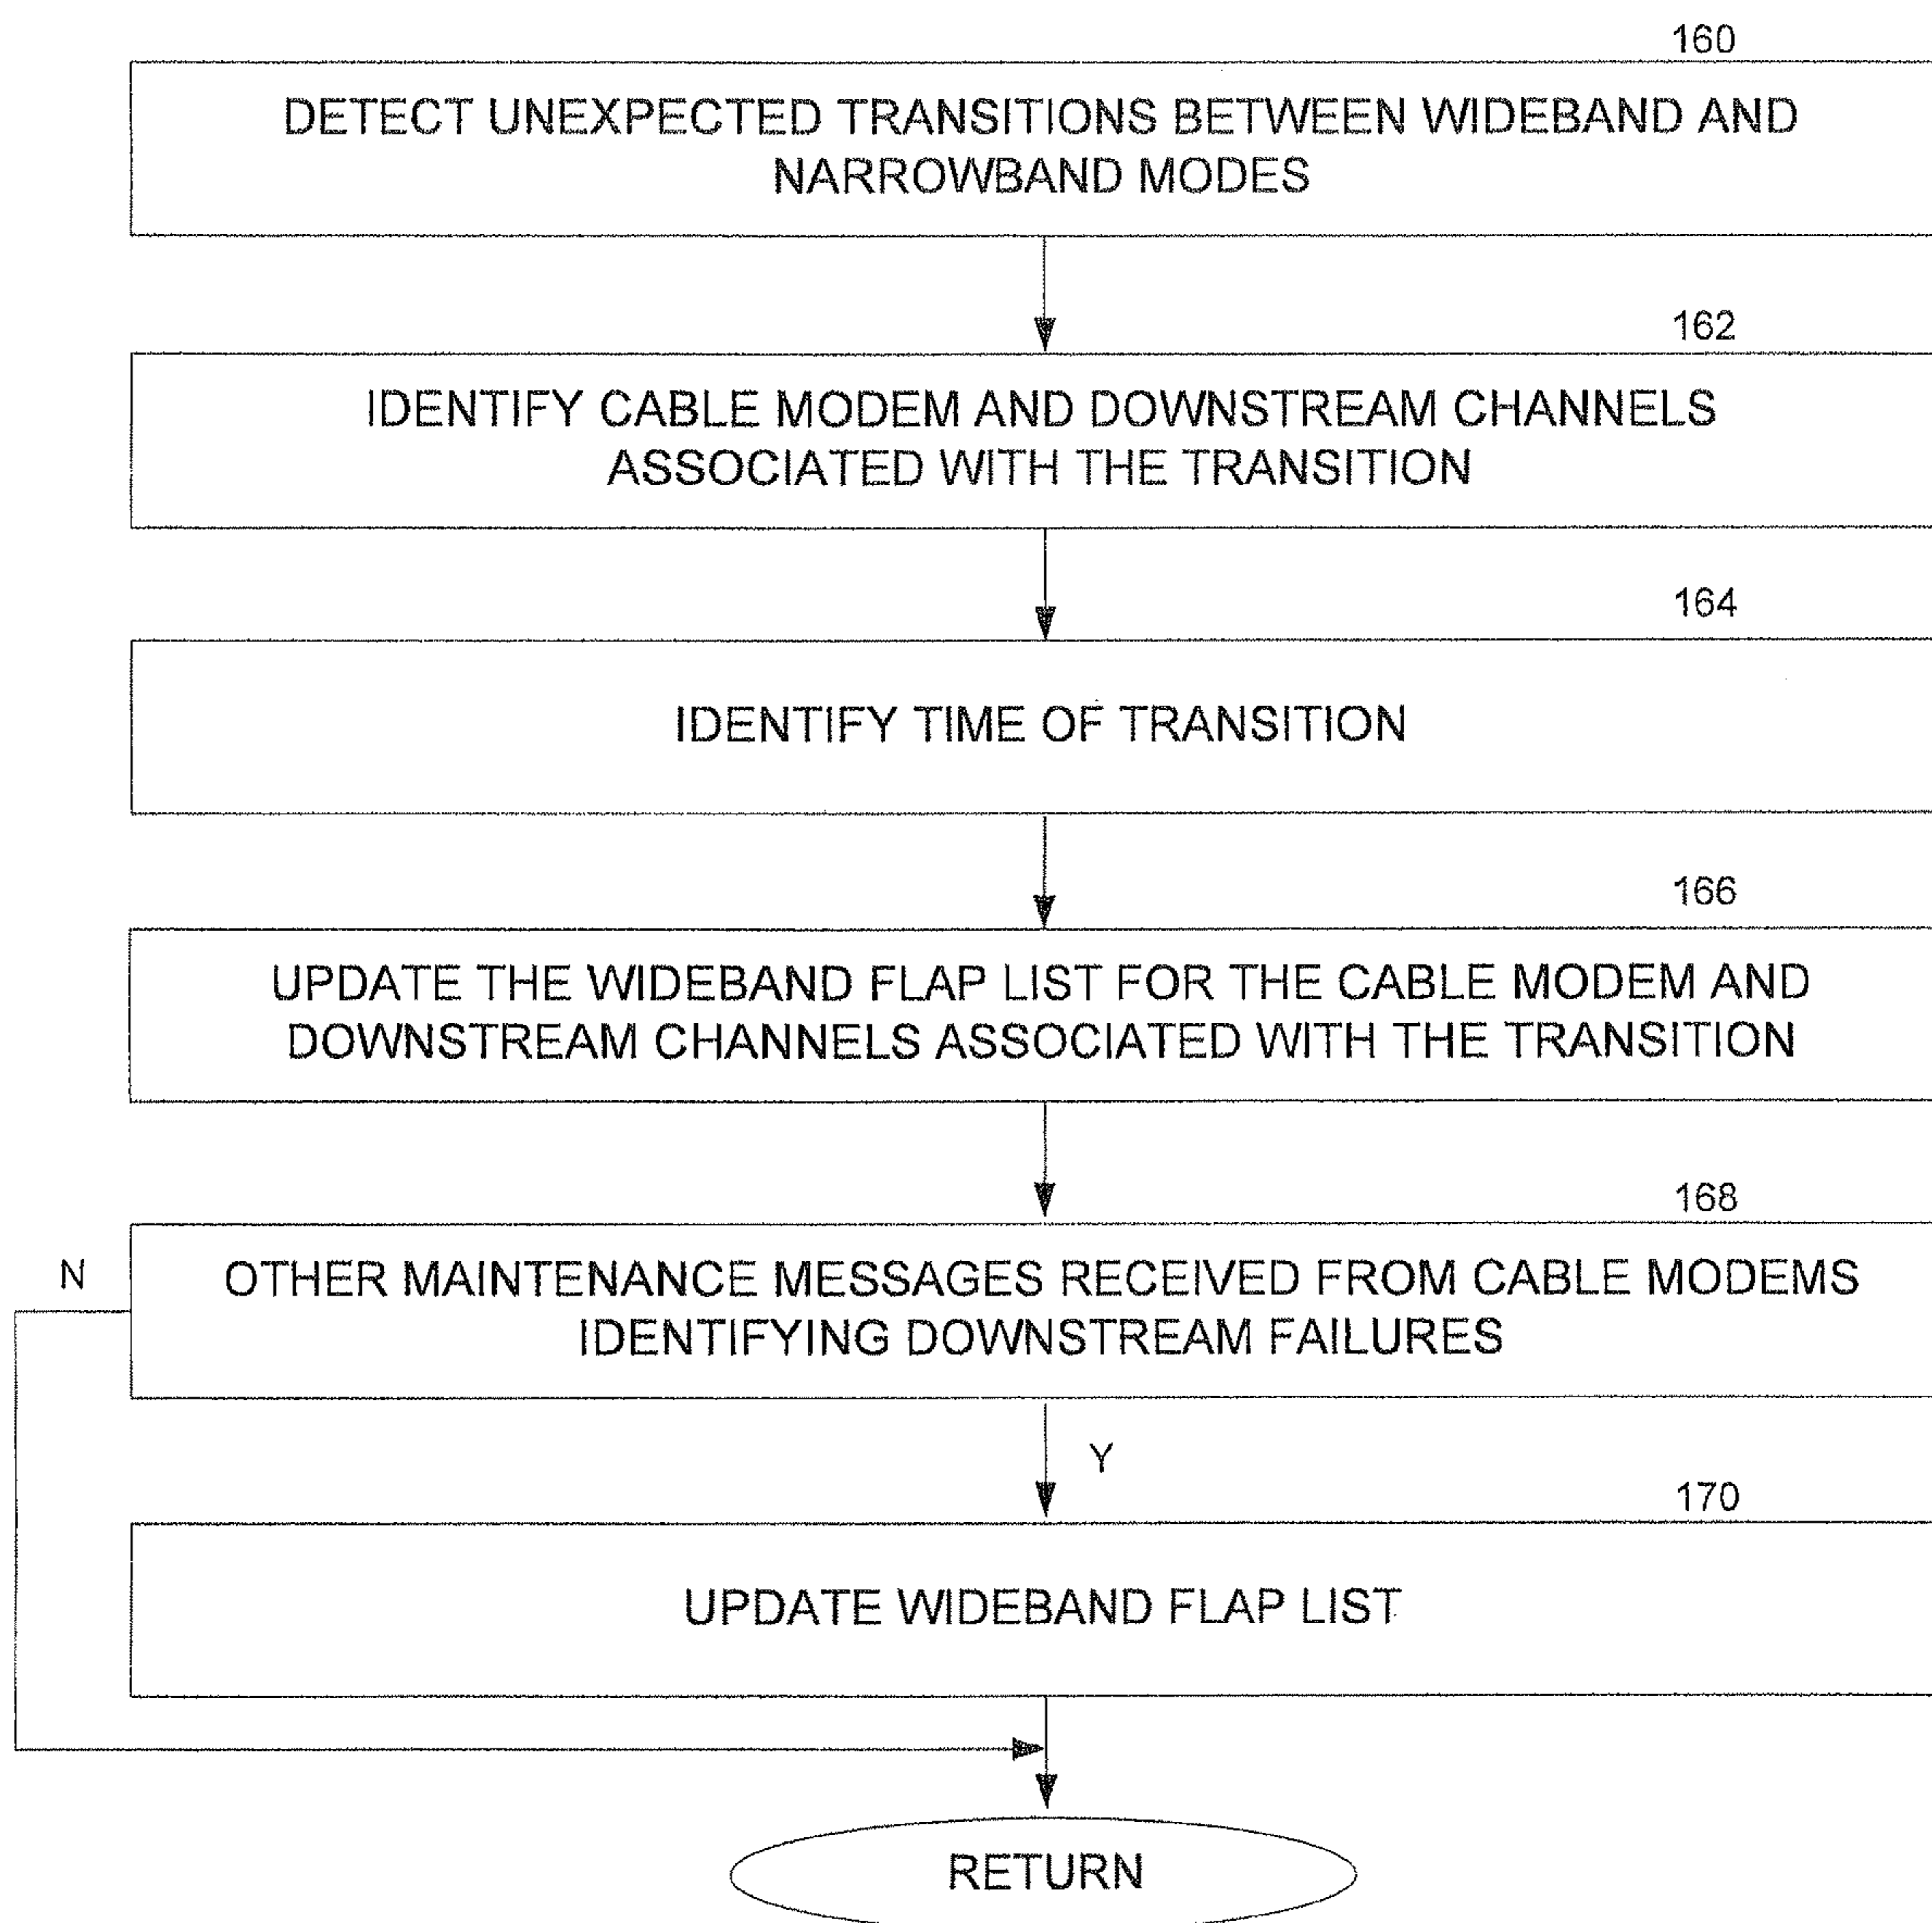 160
DETECT UNEXPECTED TRANSITIONS BETWEEN WIDEBAND AND
NARROWBAND MODES
162
IDENTIFY CABLE MODEM AND DOWNSTREAM CHANNELS
ASSOCIATED WITH THE TRANSITION
164
IDENTIFY TIME OF TRANSITION
166
UPDATE THE WIDEBAND FLAP LIST FOR THE CABLE MODEM AND
DOWNSTREAM CHANNELS ASSOCIATED WITH THE TRANSITION
168
N
OTHER MAINTENANCE MESSAGES RECEIVED FROM CABLE MODEMS
IDENTIFYING DOWNSTREAM FAILURES
Y
170
UPDATE WIDEBAND FLAP LIST
RETURN